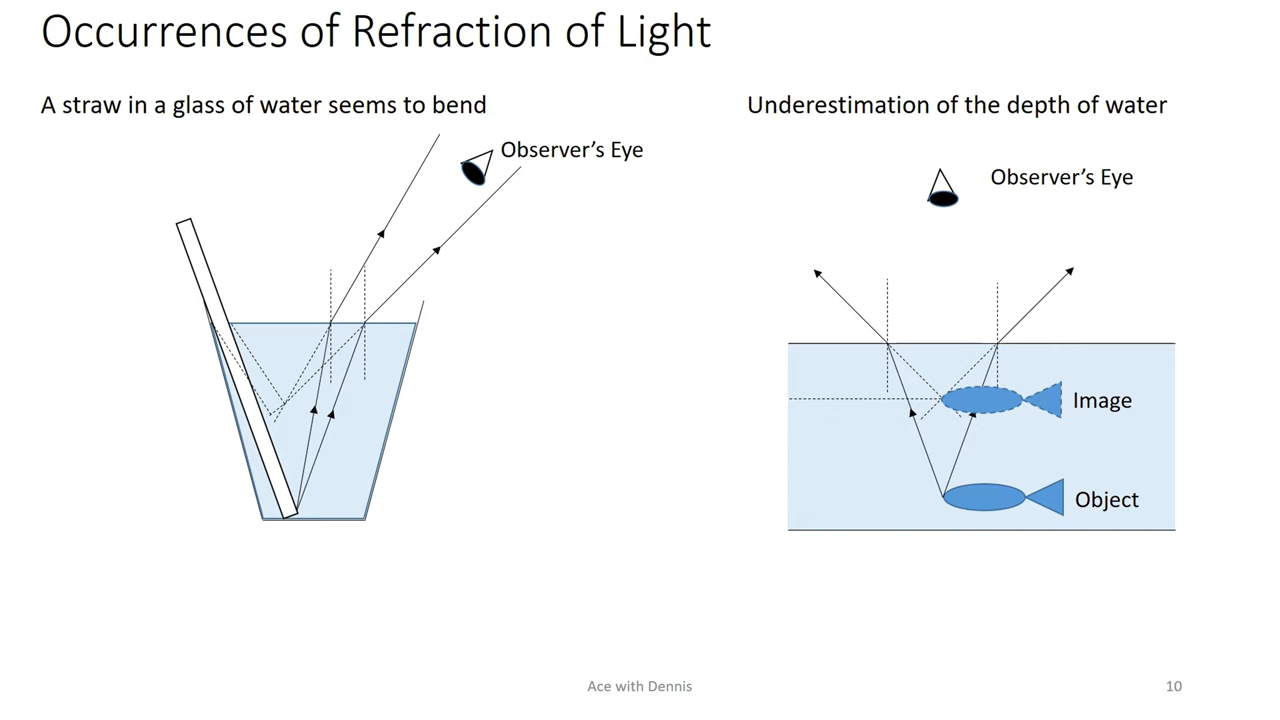 Occurrences of Refraction of Light
A straw in a glass of water seems to bend
Observer’s Eye
Underestimation of the depth of water
Observer’s Eye
Image
Object
Ace with Dennis
10